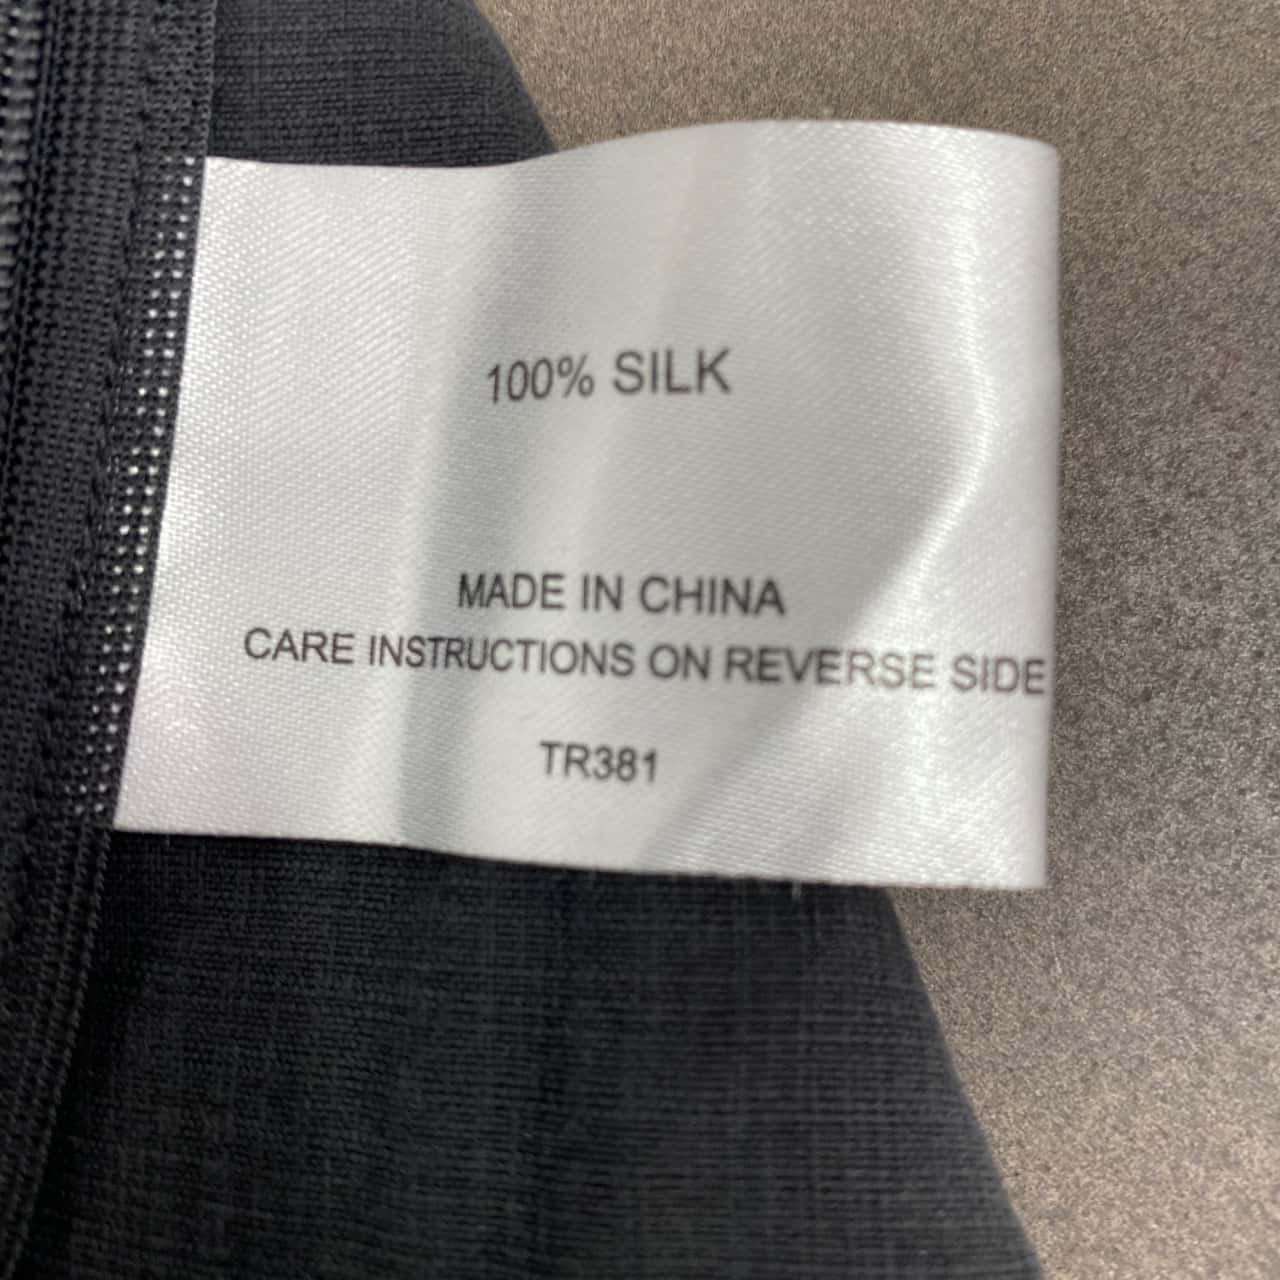 100% SILK
MADE IN CHINA
CARE INSTRUCTIONS ON REVERSE SIDE
TR381